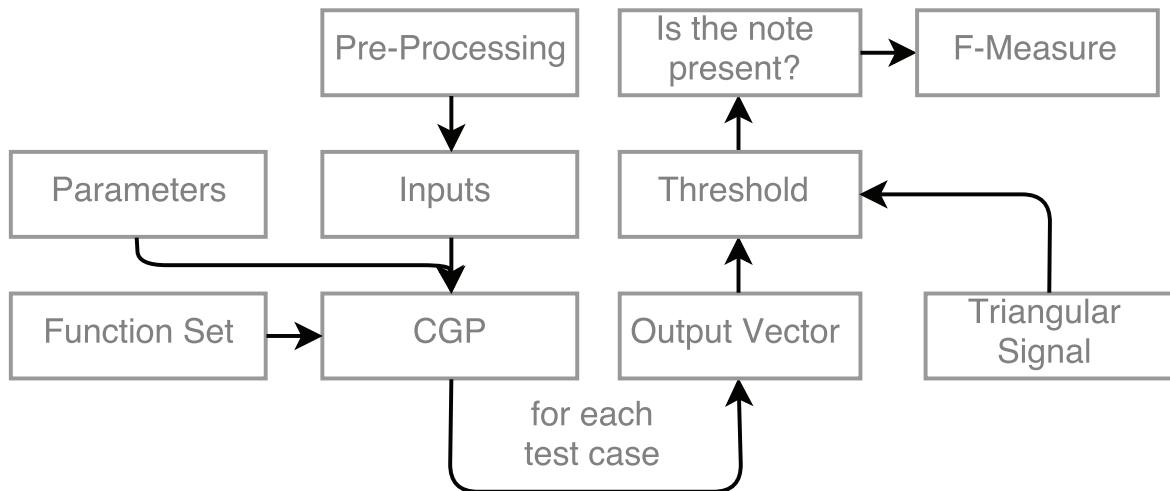 Pre-Processing
Is the note
present?
F-Measure
Parameters
Inputs
Threshold
Function Set
CGP
Output Vector
Triangular
Signal
for each
test case